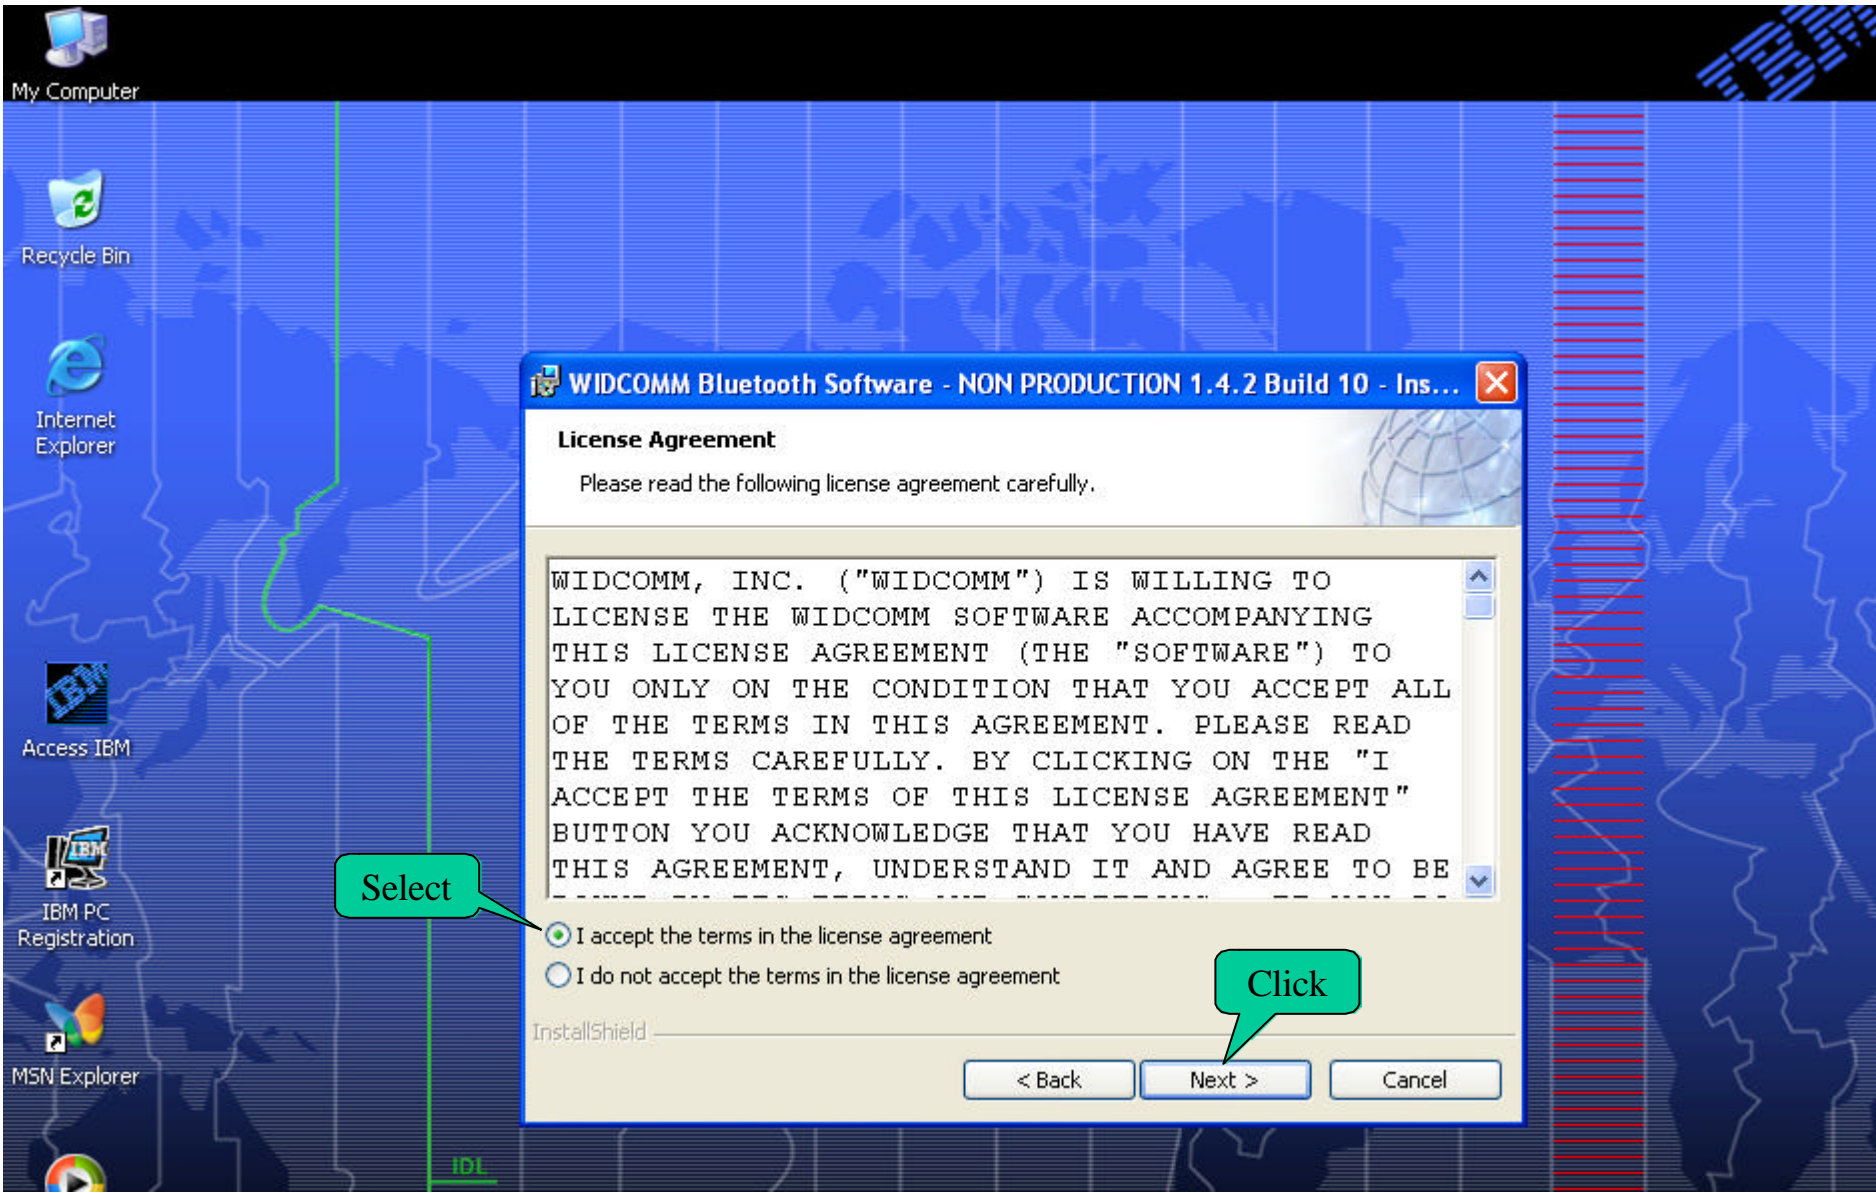 My Computer
IBM
Recycle Bin
Internet
Explorer
IBM
Access IBM
IBM
IBM PC
Registration
MSN Explorer
WIDCOMM Bluetooth Software - NON PRODUCTION 1.4.2 Build 10 - Ins...
License Agreement
Please read the following license agreement carefully.
WIDCOMM, INC. ("WIDCOMM") IS WILLING TO
LICENSE THE WIDCOMM SOFTWARE ACCOMPANYING
THIS LICENSE AGREEMENT (THE "SOFTWARE") TO
YOU ONLY ON THE CONDITION THAT YOU ACCEPT ALL
OF THE TERMS IN THIS AGREEMENT. PLEASE READ
THE TERMS CAREFULLY. BY CLICKING ON THE "I
ACCEPT THE TERMS OF THIS LICENSE AGREEMENT"
BUTTON YOU ACKNOWLEDGE THAT YOU HAVE READ
THIS AGREEMENT, UNDERSTAND IT AND AGREE TO BE
Select
I accept the terms in the license agreement
I do not accept the terms in the license agreement
Click
InstallShield
< Back
Next >
Cancel
IDL